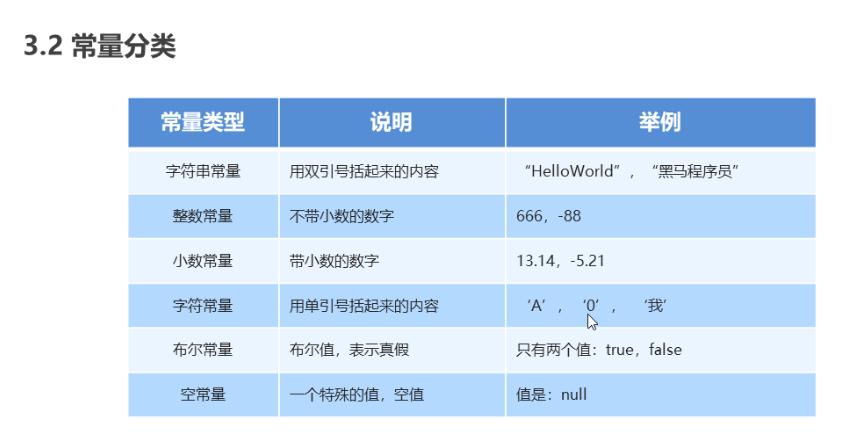 3.2 常量分类
常量类型 说明 举例
字符串常量 用双引号括起来的内容 “HelloWorld”，“黑马程序员”
整数常量 不带小数的数字 666，-88
小数常量 带小数的数字 13.14，-5.21
字符常量 用单引号括起来的内容 ‘A’，‘0’，‘我’
布尔常量 布尔值，表示真假 只有两个值：true，false
空常量 一个特殊的值，空值 值是：null